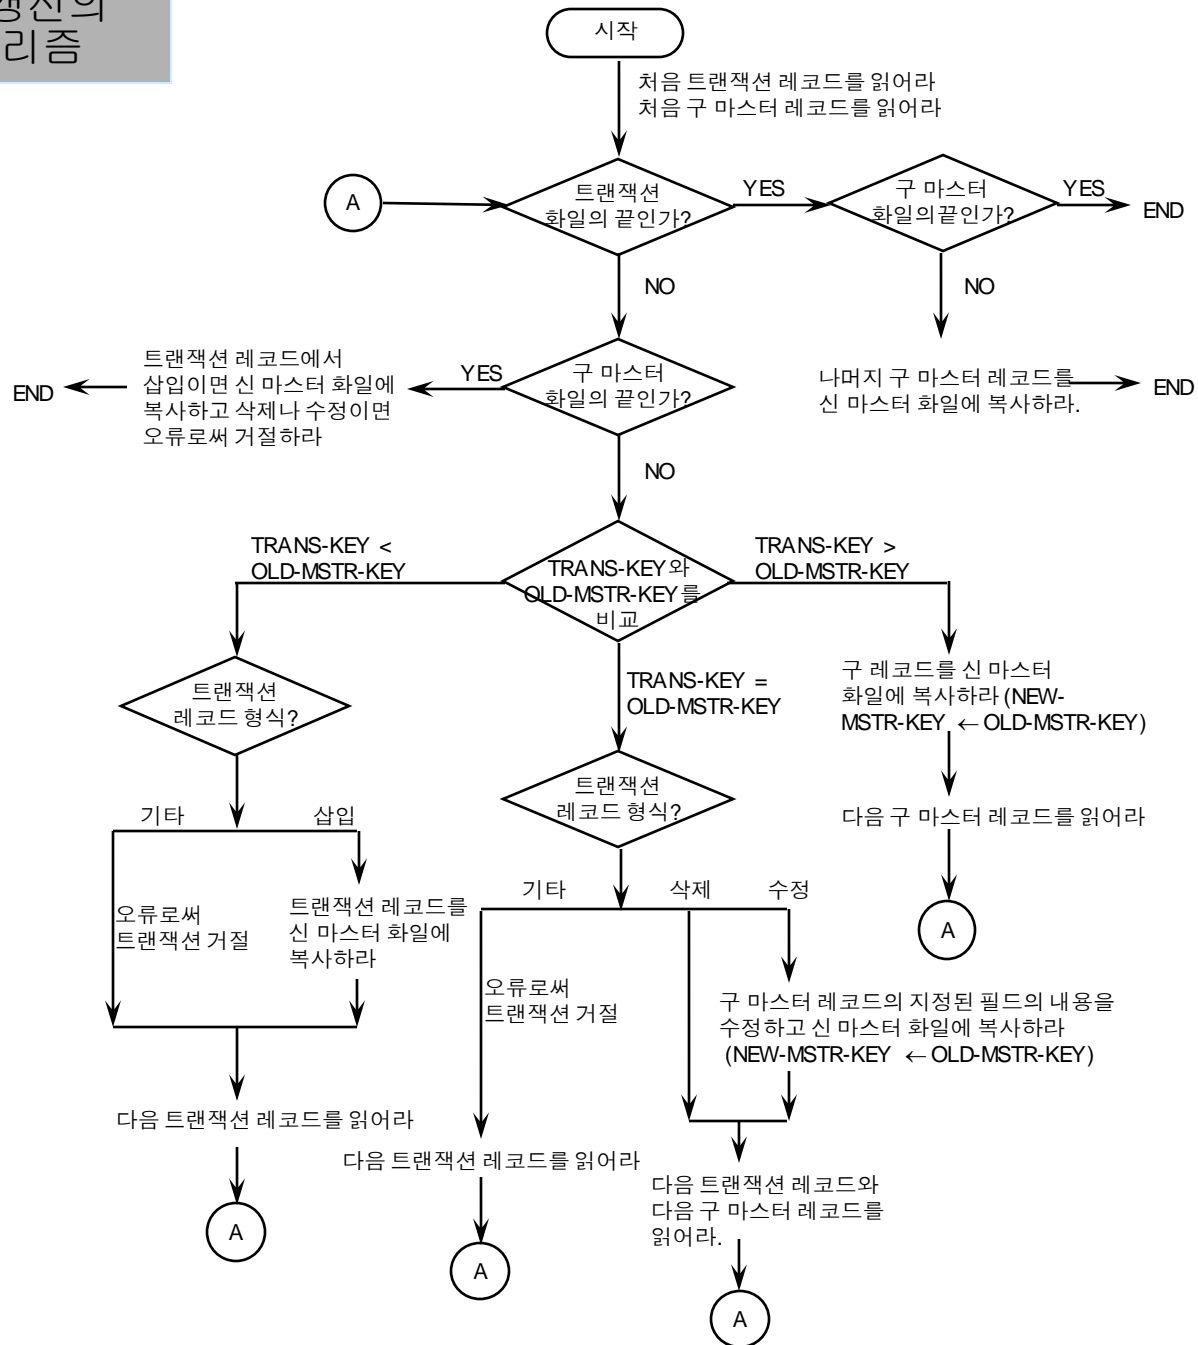 리즘
시작
처음 트랜잭션 레코드를 읽어라
처음 구 마스터 레코드를 읽어라
A
트랜잭션
화일의 끝인가?
YES
구 마스터
화일의끝인가?
YES
END
NO
NO
END
트랜잭션 레코드에서
삽입이면 신 마스터 화일에
복사하고 삭제나 수정이면
오류로써 거절하라
YES
구 마스터
화일의 끝인가?
나머지 구 마스터 레코드를
신 마스터 화일에 복사하라.
END
NO
TRANS-KEY <
OLD-MSTR-KEY
TRANS-KEY와
OLD-MSTR-KEY를
비교
TRANS-KEY >
OLD-MSTR-KEY
트랜잭션
레코드 형식?
TRANS-KEY =
OLD-MSTR-KEY
구 레코드를 신 마스터
화일에 복사하라 (NEW-
MSTR-KEY ← OLD-MSTR-KEY)
트랜잭션
레코드 형식?
다음 구 마스터 레코드를 읽어라
기타
삽입
기타
삭제
수정
오류로써
트랜잭션 거절
트랜잭션 레코드를
신 마스터 화일에
복사하라
A
오류로써
트랜잭션 거절
구 마스터 레코드의 지정된 필드의 내용을
수정하고 신 마스터 화일에 복사하라
(NEW-MSTR-KEY ← OLD-MSTR-KEY)
다음 트랜잭션 레코드를 읽어라
다음 트랜잭션 레코드를 읽어라
다음 트랜잭션 레코드와
다음 구 마스터 레코드를
읽어라.
A
A
A